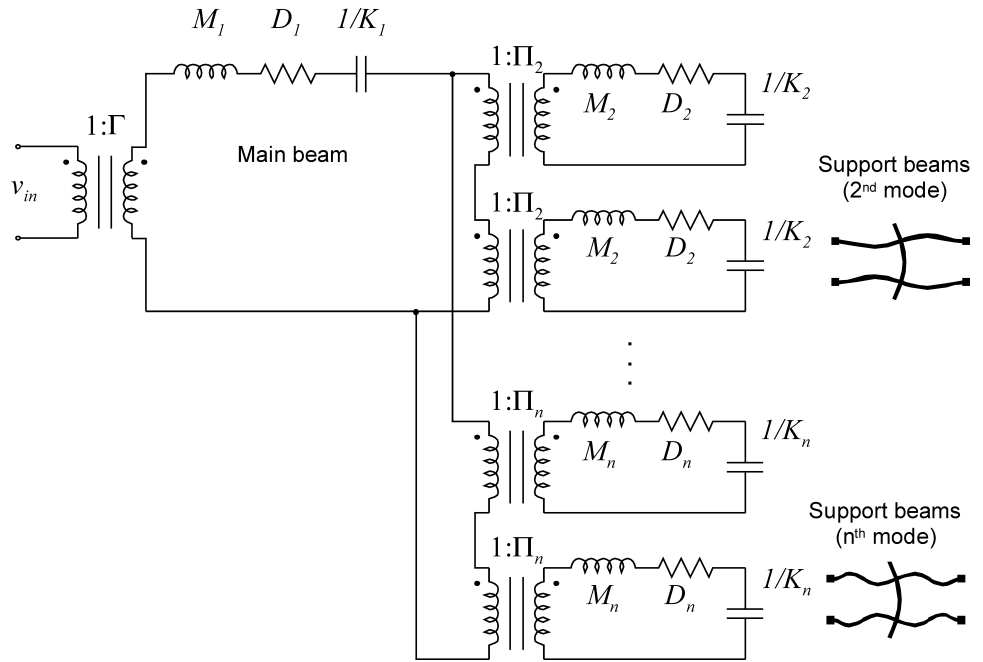 M₁ D₁ 1/K₁
1:Γ
v_in
Main beam
1:Π₂
M₂ D₂ 1/K₂
1:Π₂
M₂ D₂ 1/K₂
Support beams
(2ⁿᵈ mode)
1:Πₙ
Mₙ Dₙ 1/Kₙ
1:Πₙ
Mₙ Dₙ 1/Kₙ
Support beams
(nᵗʰ mode)